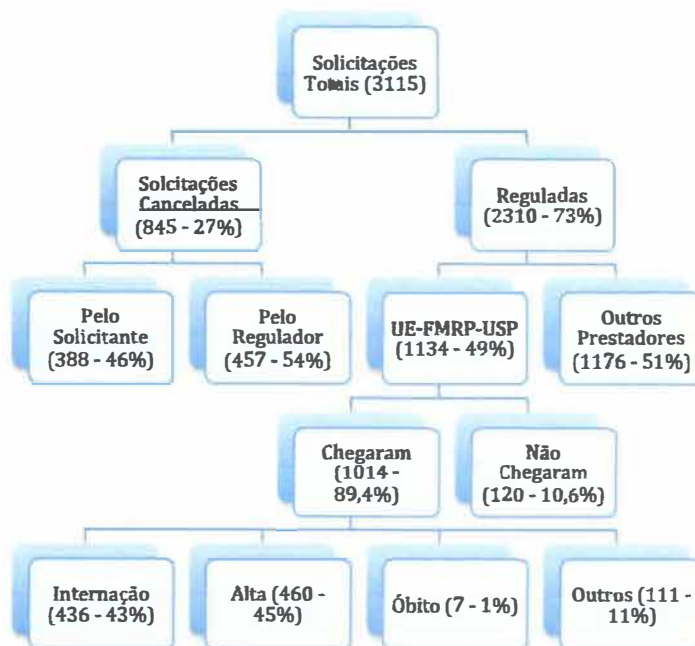 Solicitações
Totais (3115)
Solcitações
Canceladas
(845 - 27%)
Reguladas
(2310 - 73%)
Pelo
Solicitante
(388 - 46%)
Pelo
Regulador
(457 - 54%)
UE-FMRP-USP
(1134 - 49%)
Outros
Prestadores
(1176 - 51%)
Chegaram
(1014 -
89,4%)
Não
Chegaram
(120 - 10,6%)
Internação
(436 - 43%)
Alta (460 -
45%)
Óbito (7 - 1%)
Outros (111 -
11%)